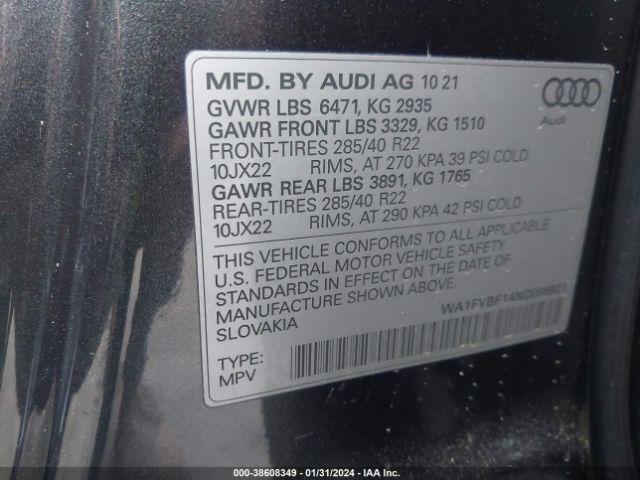 MFD. BY AUDI AG 10 21
GVWR LBS 6471, KG 2935
GAWR FRONT LBS 3329, KG 1510
FRONT-TIRES 285/40 R22
10JX22 RIMS, AT 270 KPA 39 PSI COLD
GAWR REAR LBS 3891, KG 1765
REAR-TIRES 285/40 R22
10JX22 RIMS, AT 290 KPA 42 PSI COLD
Audi
THIS VEHICLE CONFORMS TO ALL APPLICABLE
U.S. FEDERAL MOTOR VEHICLE SAFETY
STANDARDS IN EFFECT ON THE DATE OF
MANUFACTURE SHOWN ABOVE.
SLOVAKIA
TYPE:
MPV
000-38608349 - 01/31/2024 - IAA Inc.